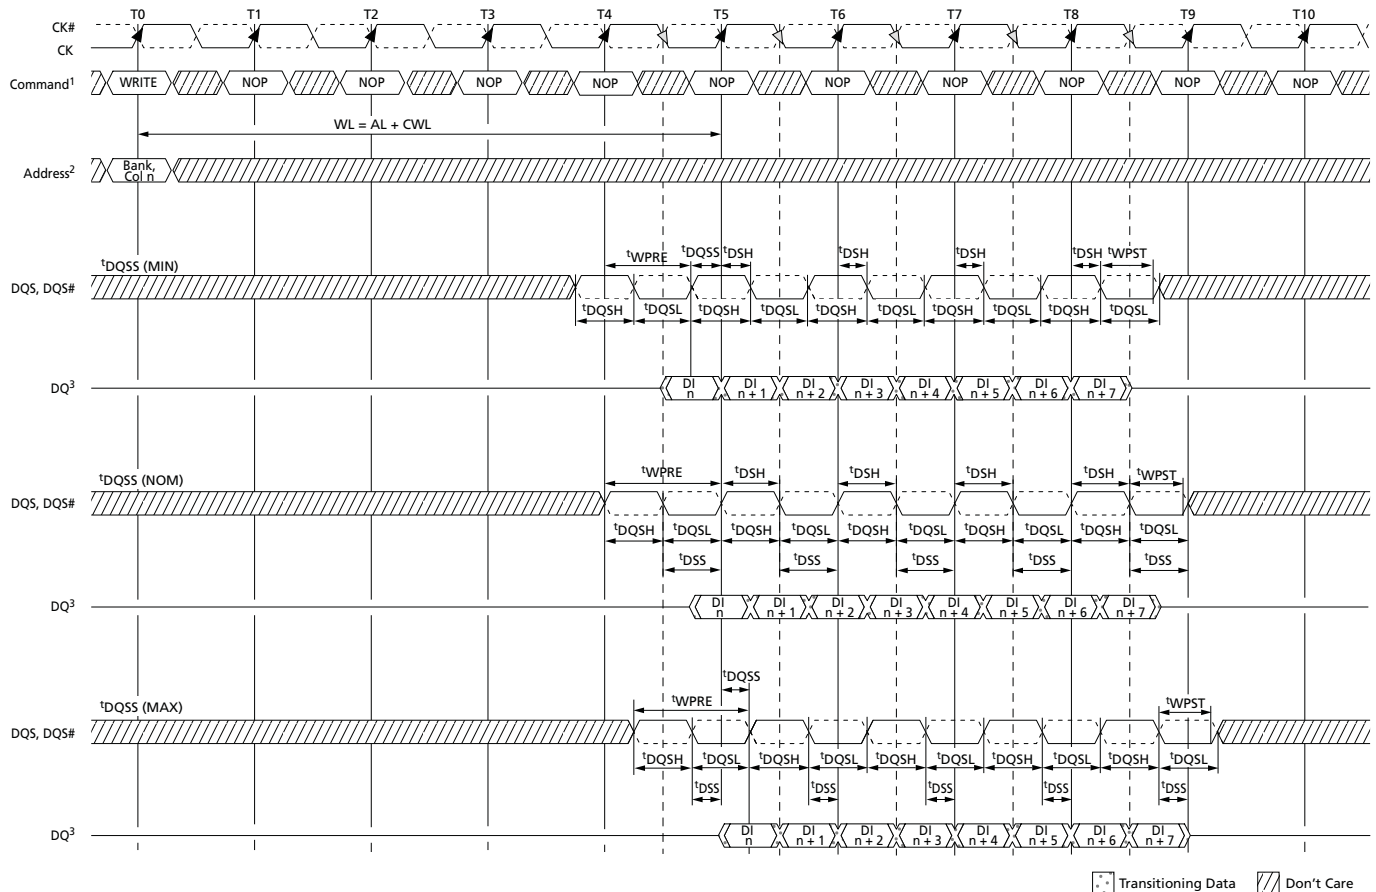 T0 T1 T2 T3 T4 T5 T6 T7 T8 T9 T10
CK#
CK
Command¹ WRITE NOP NOP NOP NOP NOP NOP NOP NOP NOP NOP
WL = AL + CWL
Address² Bank, Col n
tWPRE tDQSS tDSH tDSH tDSH tDSH tWPST
tDQSS (MIN)
DQS, DQS#
tDQSH tDQSL tDQSH tDQSL tDQSH tDQSL tDQSH tDQSL tDQSH tDQSL
DQ³ DI n DI n + 1 DI n + 2 DI n + 3 DI n + 4 DI n + 5 DI n + 6 DI n + 7
tDQSS (NOM) tWPRE tDSH tDSH tDSH tDSH tWPST
DQS, DQS#
tDQSH tDQSL tDQSH tDQSL tDQSH tDQSL tDQSH tDQSL tDQSH tDQSL
tDSS tDSS tDSS tDSS tDSS
DQ³ DI n DI n + 1 DI n + 2 DI n + 3 DI n + 4 DI n + 5 DI n + 6 DI n + 7
tDQSS
tDQSS (MAX) tWPRE tWPST
DQS, DQS#
tDQSH tDQSL tDQSH tDQSL tDQSH tDQSL tDQSH tDQSL tDQSH tDQSL
tDSS tDSS tDSS tDSS tDSS
DQ³ DI n DI n + 1 DI n + 2 DI n + 3 DI n + 4 DI n + 5 DI n + 6 DI n + 7
Transitioning Data Don't Care